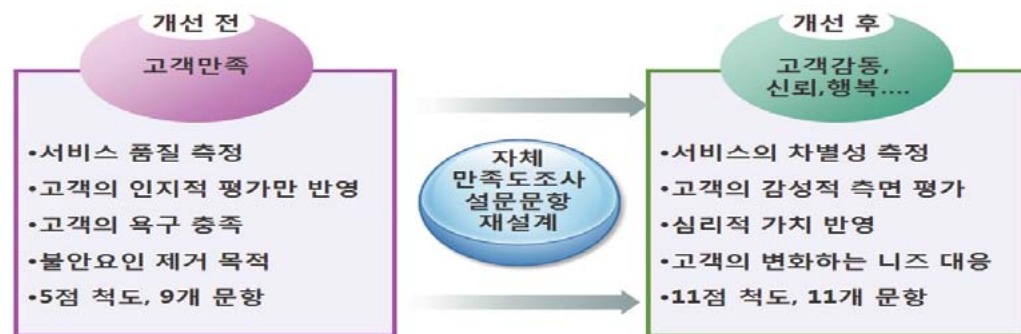 개선 전
고객만족
•서비스 품질 측정
•고객의 인지적 평가만 반영
•고객의 욕구 충족
•불안요인 제거 목적
•5점 척도, 9개 문항
자체
만족도조사
설문문항
재설계
개선 후
고객감동,
신뢰,행복....
•서비스의 차별성 측정
•고객의 감성적 측면 평가
•심리적 가치 반영
•고객의 변화하는 니즈 대응
•11점 척도, 11개 문항